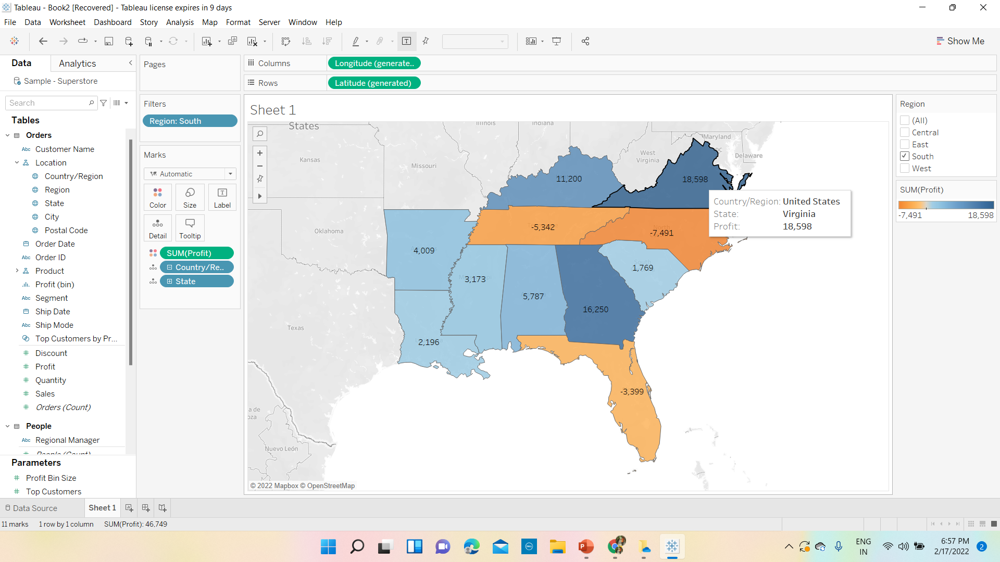 Tableau - Book2 [Recovered] - Tableau license expires in 9 days
File Data Worksheet Dashboard Story Analysis Map Format Server Window Help
Show Me
Data Analytics
Sample - Superstore
Search
Tables
Orders
Abc Customer Name
Location
Country/Region
Region
State
City
Postal Code
Order Date
Abc Order ID
Product
Profit (bin)
Abc Segment
Ship Date
Abc Ship Mode
Top Customers by Pr...
Discount
Profit
Quantity
Sales
Orders (Count)
People
Abc Regional Manager
People (Count)
Parameters
Profit Bin Size
Top Customers
Pages
Filters
Region: South
Marks
Automatic
Color Size Label
Detail Tooltip
SUM(Profit)
Country/Re..
State
Columns Longitude (generate..
Rows Latitude (generated)
Sheet 1
States
Illinois
Indiana
Maryland
DC
Delaware
West
Virginia
Kansas
Missouri
Oklahoma
Texas
Nuevo León
a de
oza
11,200
18,598
-5,342
-7,491
4,009
3,173
5,787
1,769
16,250
2,196
-3,399
Country/Region: United States
State: Virginia
Profit: 18,598
© 2022 Mapbox © OpenStreetMap
Region
(All)
Central
East
South
West
SUM(Profit)
-7,491 18,598
Data Source Sheet 1
11 marks 1 row by 1 column SUM(Profit): 46,749
ENG
IN
6:57 PM
2/17/2022
2